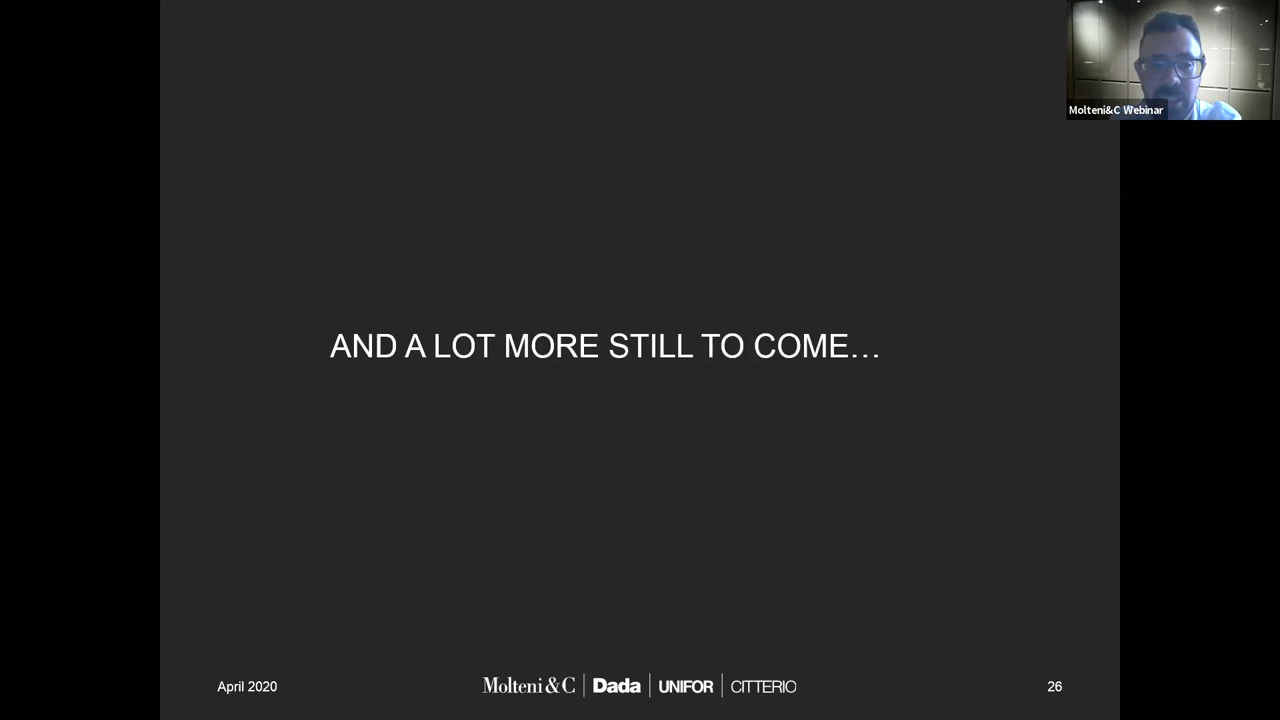 Molteni&C Webinar
AND A LOT MORE STILL TO COME…
April 2020
Molteni&C | Dada | UNIFOR | CITTERIO
26